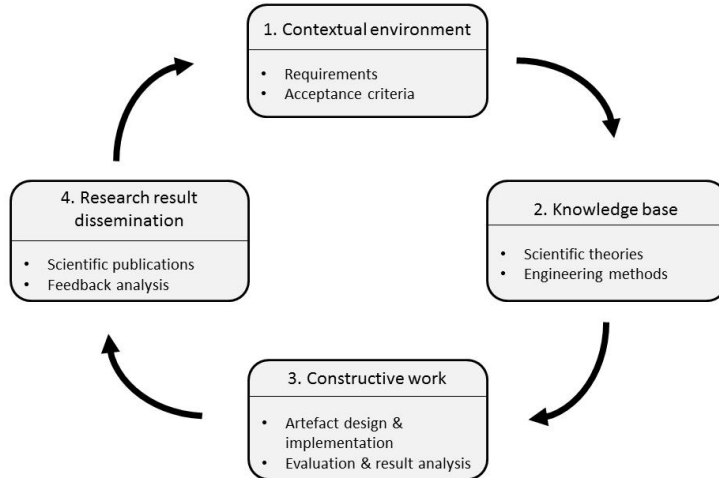 1. Contextual environment
• Requirements
• Acceptance criteria
2. Knowledge base
• Scientific theories
• Engineering methods
3. Constructive work
• Artefact design &
implementation
• Evaluation & result analysis
4. Research result
dissemination
• Scientific publications
• Feedback analysis